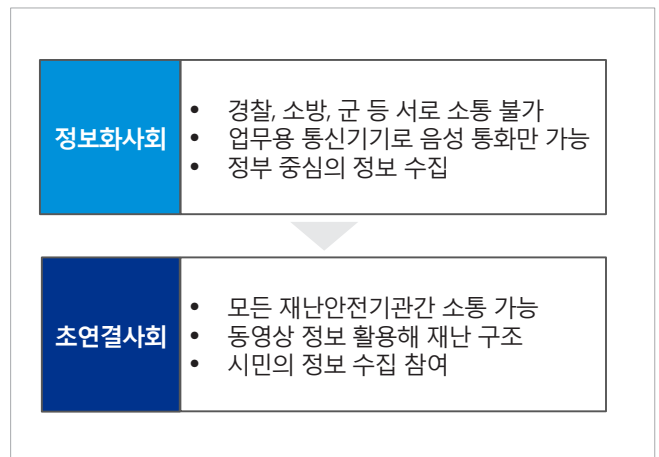 정보화사회
• 경찰, 소방, 군 등 서로 소통 불가
• 업무용 통신기기로 음성 통화만 가능
• 정부 중심의 정보 수집
초연결사회
• 모든 재난안전기관간 소통 가능
• 동영상 정보 활용해 재난 구조
• 시민의 정보 수집 참여